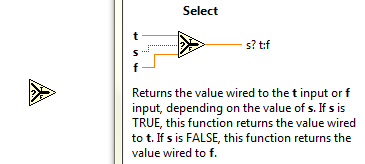 Select
t
s
f
s? t:f
Returns the value wired to the t input or f
input, depending on the value of s. If s is
TRUE, this function returns the value wired
to t. If s is FALSE, this function returns the
value wired to f.